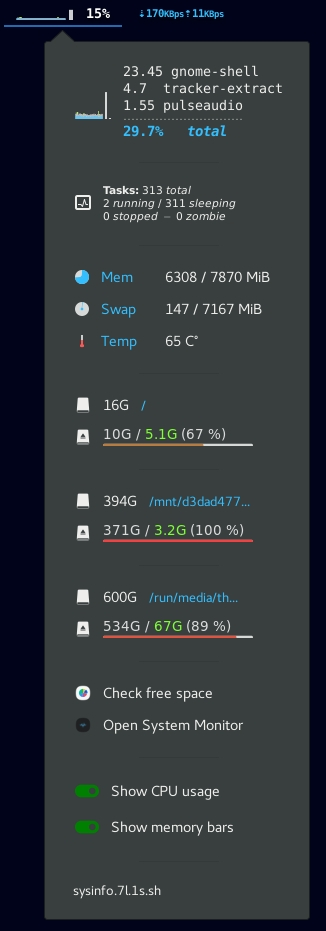 15% ↓170KBps↑11KBps
23.45 gnome-shell
4.7 tracker-extract
1.55 pulseaudio
29.7% total
Tasks: 313 total
2 running / 311 sleeping
0 stopped – 0 zombie
Mem 6308 / 7870 MiB
Swap 147 / 7167 MiB
Temp 65 C°
16G /
10G / 5.1G (67 %)
394G /mnt/d3dad477...
371G / 3.2G (100 %)
600G /run/media/th...
534G / 67G (89 %)
Check free space
Open System Monitor
Show CPU usage
Show memory bars
sysinfo.7l.1s.sh